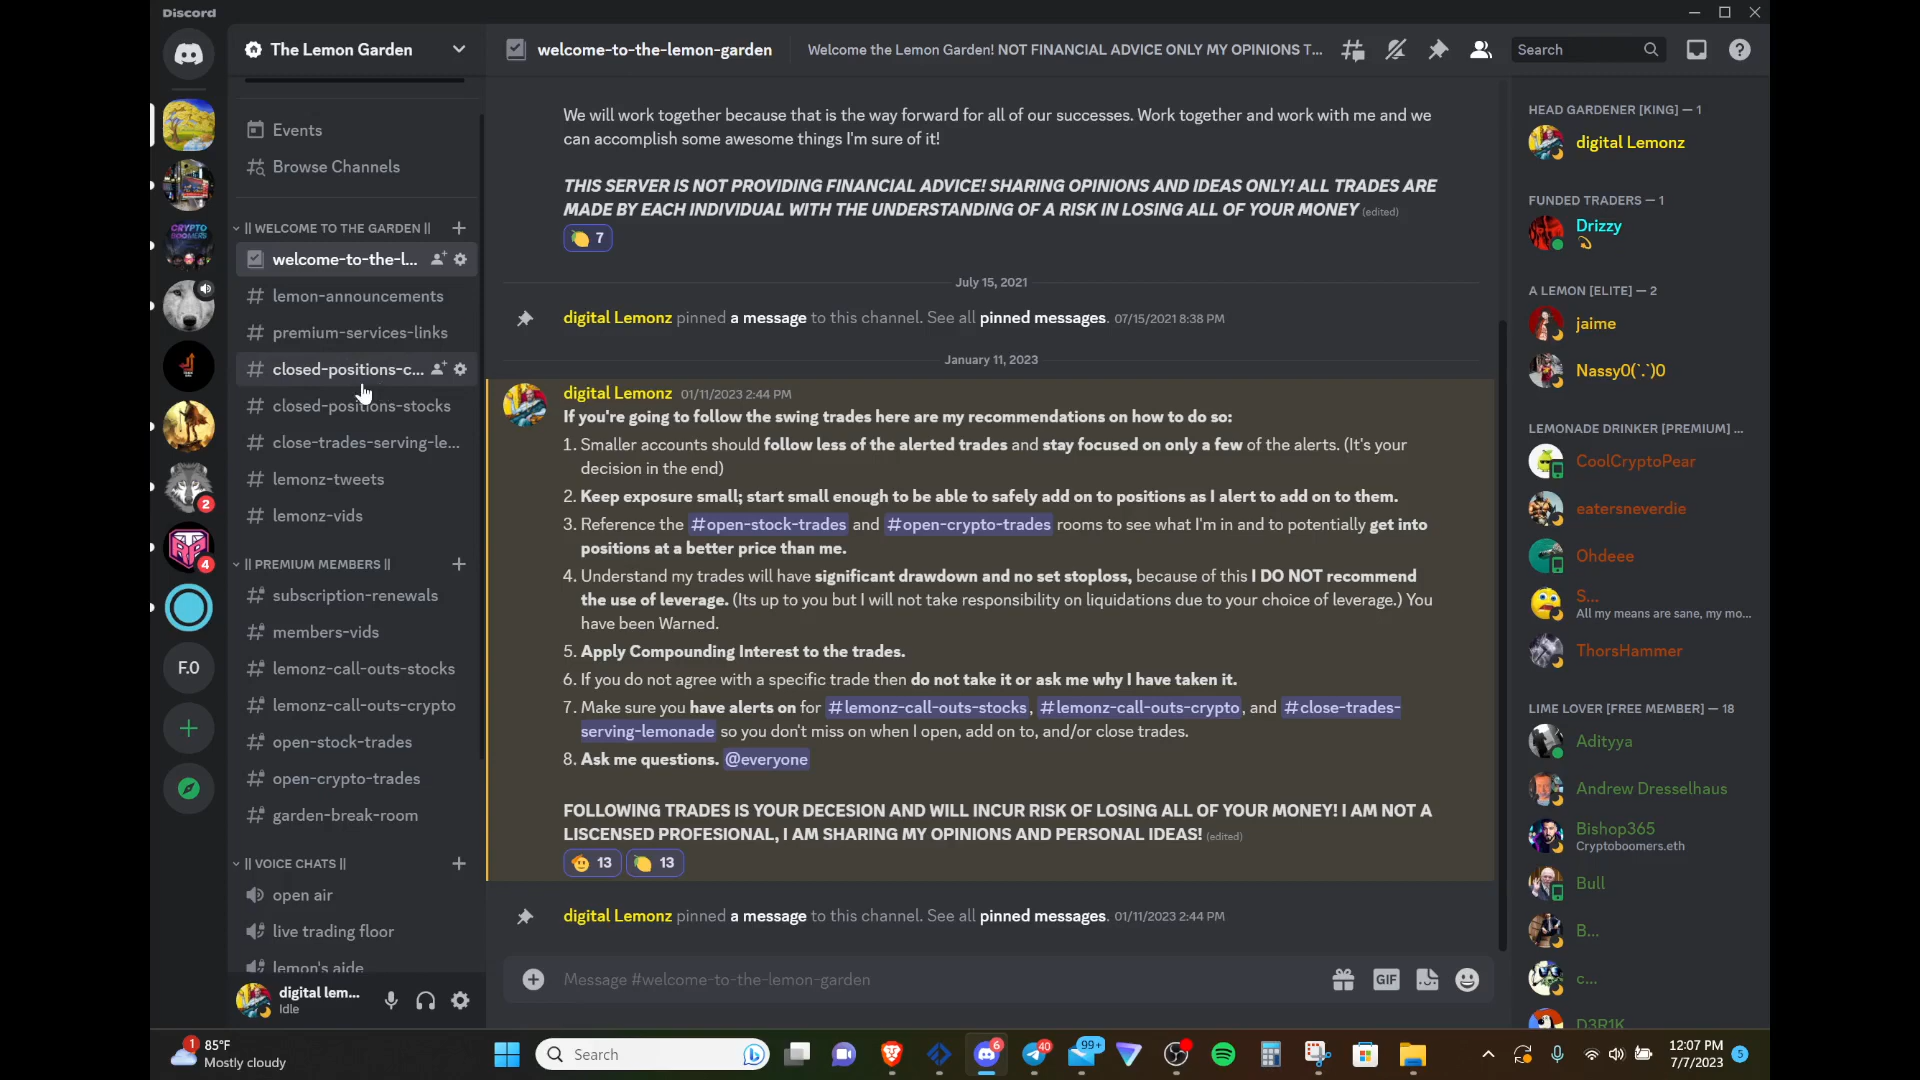 Discord
The Lemon Garden
welcome-to-the-lemon-garden
Welcome the Lemon Garden! NOT FINANCIAL ADVICE ONLY MY OPINIONS T...
Search
Events
Browse Channels
|| WELCOME TO THE GARDEN ||
welcome-to-the-l...
lemon-announcements
premium-services-links
closed-positions-c...
closed-positions-stocks
close-trades-serving-le...
lemonz-tweets
lemonz-vids
|| PREMIUM MEMBERS ||
subscription-renewals
members-vids
lemonz-call-outs-stocks
lemonz-call-outs-crypto
open-stock-trades
open-crypto-trades
garden-break-room
|| VOICE CHATS ||
open air
live trading floor
lemon's aide
digital lem...
Idle
CRYPTO
BOOMERS
2
4
F.O
We will work together because that is the way forward for all of our successes. Work together and work with me and we
can accomplish some awesome things I'm sure of it!
THIS SERVER IS NOT PROVIDING FINANCIAL ADVICE! SHARING OPINIONS AND IDEAS ONLY! ALL TRADES ARE
MADE BY EACH INDIVIDUAL WITH THE UNDERSTANDING OF A RISK IN LOSING ALL OF YOUR MONEY (edited)
7
July 15, 2021
digital Lemonz pinned a message to this channel. See all pinned messages. 07/15/2021 8:38 PM
January 11, 2023
digital Lemonz 01/11/2023 2:44 PM
If you're going to follow the swing trades here are my recommendations on how to do so:
1. Smaller accounts should follow less of the alerted trades and stay focused on only a few of the alerts. (It's your
decision in the end)
2. Keep exposure small; start small enough to be able to safely add on to positions as I alert to add on to them.
3. Reference the #open-stock-trades and #open-crypto-trades rooms to see what I'm in and to potentially get into
positions at a better price than me.
4. Understand my trades will have significant drawdown and no set stoploss, because of this I DO NOT recommend
the use of leverage. (Its up to you but I will not take responsibility on liquidations due to your choice of leverage.) You
have been Warned.
5. Apply Compounding Interest to the trades.
6. If you do not agree with a specific trade then do not take it or ask me why I have taken it.
7. Make sure you have alerts on for #lemonz-call-outs-stocks, #lemonz-call-outs-crypto, and #close-trades-
serving-lemonade so you don't miss on when I open, add on to, and/or close trades.
8. Ask me questions. @everyone
FOLLOWING TRADES IS YOUR DECESION AND WILL INCUR RISK OF LOSING ALL OF YOUR MONEY! I AM NOT A
LISCENSED PROFESIONAL, I AM SHARING MY OPINIONS AND PERSONAL IDEAS! (edited)
13 13
digital Lemonz pinned a message to this channel. See all pinned messages. 01/11/2023 2:44 PM
Message #welcome-to-the-lemon-garden
GIF
HEAD GARDENER [KING] — 1
digital Lemonz
FUNDED TRADERS — 1
Drizzy
A LEMON [ELITE] — 2
jaime
Nassy0(`.`)0
LEMONADE DRINKER [PREMIUM] ...
CoolCryptoPear
eatersneverdie
Ohdeee
S...
All my means are sane, my mo...
ThorsHammer
LIME LOVER [FREE MEMBER] — 18
Adityya
Andrew Dresselhaus
Bishop365
Cryptoboomers.eth
Bull
B...
c...
D3R1K
1
85°F
Mostly cloudy
Search
6
40
99+
12:07 PM
7/7/2023
5